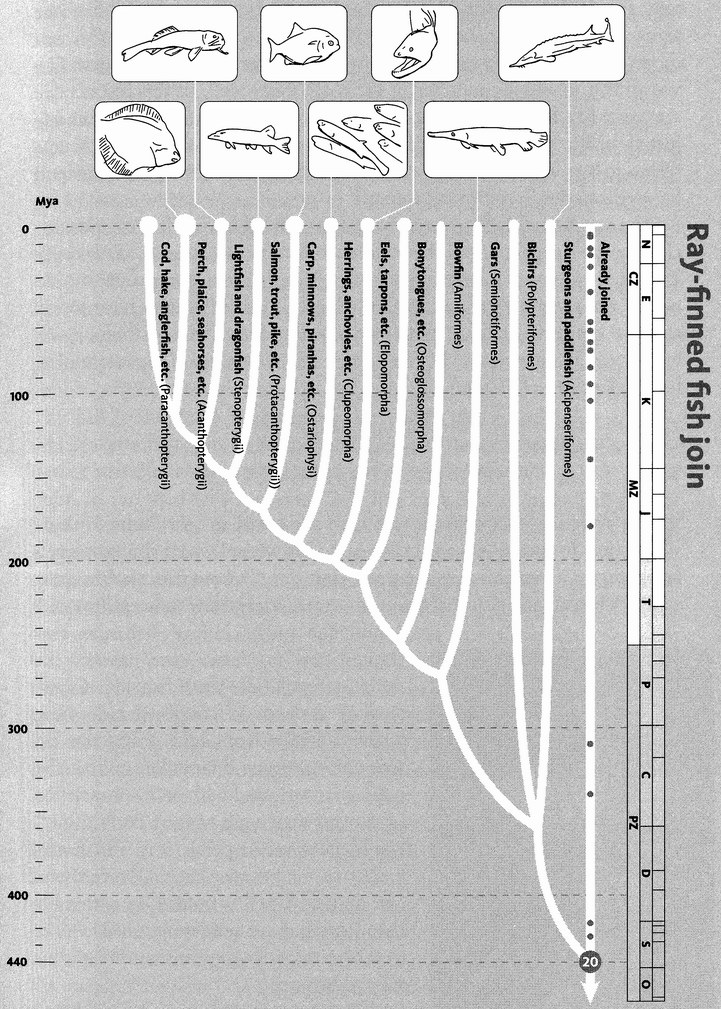 Ray-finned fish join
Mya
0
100
200
300
400
440
Cod, hake, anglerfish, etc. (Paracanthopterygii)
Perch, plaice, seahorses, etc. (Acanthopterygii)
Lightfish and dragonfish (Stenopterygii)
Salmon, trout, pike, etc. (Protacanthopterygii))
Carp, minnows, piranhas, etc. (Ostariophysi)
Herrings, anchovies, etc. (Clupeomorpha)
Eels, tarpons, etc. (Elopomorpha)
Bonytongues, etc. (Osteoglossomorpha)
Bowfin (Amiiformes)
Gars (Semionotiformes)
Bichirs (Polypteriformes)
Sturgeons and paddlefish (Acipenseriformes)
Already joined
20
CZ
MZ
PZ
N
E
K
J
T
P
C
D
S
O